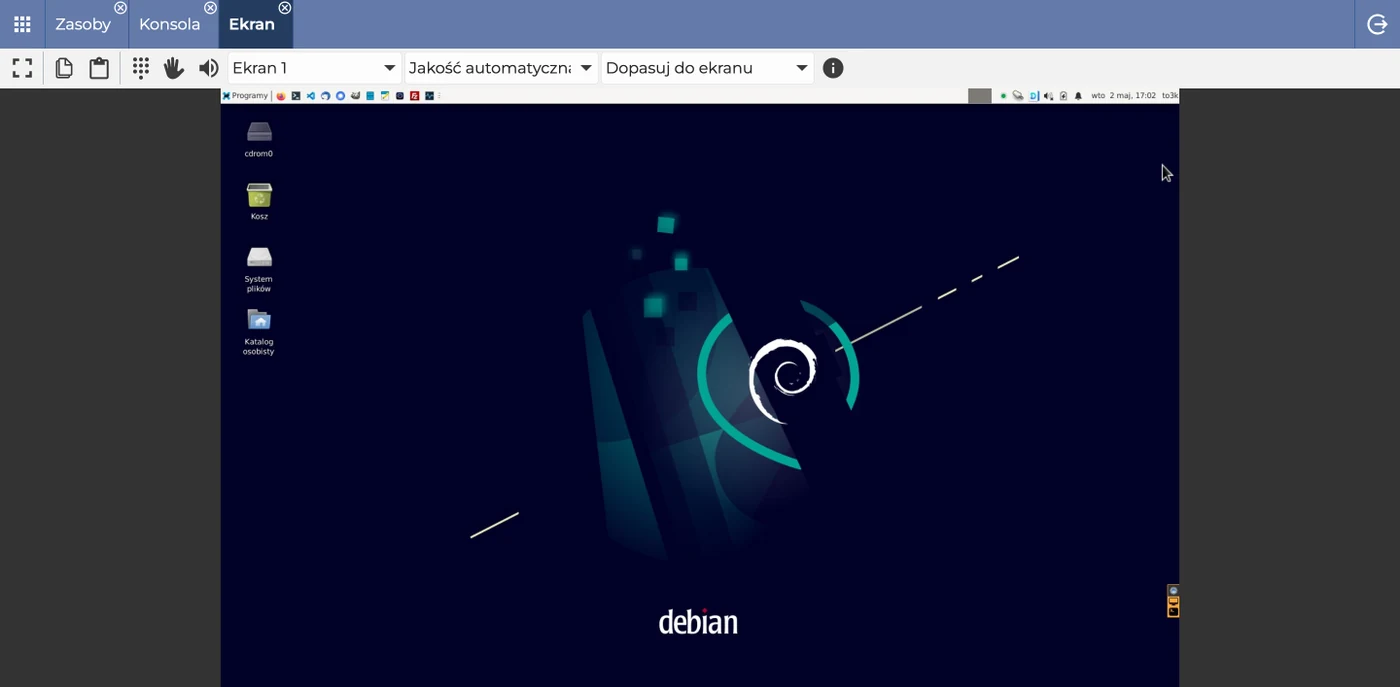 Zasoby Konsola Ekran
Ekran 1 Jakość automatyczna Dopasuj do ekranu
Programy wto 2 maj, 17:02 to3k
cdrom0
Kosz
System
plików
Katalog
osobisty
debian